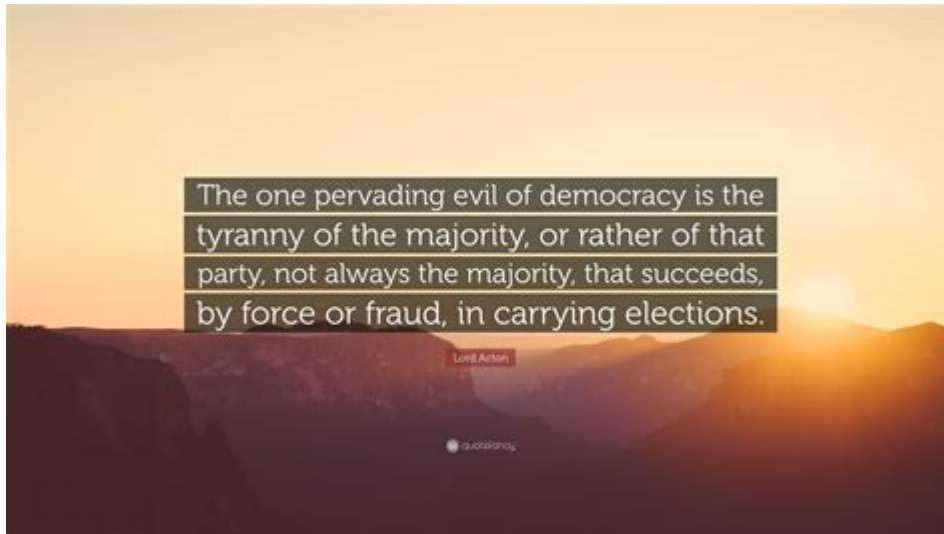 The one pervading evil of democracy is the
tyranny of the majority, or rather of that
party, not always the majority, that succeeds,
by force or fraud, in carrying elections.
Lord Acton
quotefancy